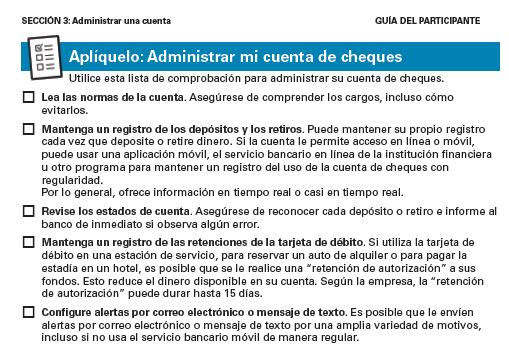 SECCIÓN 3: Administrar una cuenta
GUÍA DEL PARTICIPANTE
Aplíquelo: Administrar mi cuenta de cheques
Utilice esta lista de comprobación para administrar su cuenta de cheques.
Lea las normas de la cuenta. Asegúrese de comprender los cargos, incluso cómo
evitarlos.
Mantenga un registro de los depósitos y los retiros. Puede mantener su propio registro
cada vez que deposite o retire dinero. Si la cuenta le permite acceso en línea o móvil,
puede usar una aplicación móvil, el servicio bancario en línea de la institución financiera
u otro programa para mantener un registro del uso de la cuenta de cheques con
regularidad.
Por lo general, ofrece información en tiempo real o casi en tiempo real.
Revise los estados de cuenta. Asegúrese de reconocer cada depósito o retiro e informe al
banco de inmediato si observa algún error.
Mantenga un registro de las retenciones de la tarjeta de débito. Si utiliza la tarjeta de
débito en una estación de servicio, para reservar un auto de alquiler o para pagar la
estadía en un hotel, es posible que se le realice una “retención de autorización” a sus
fondos. Esto reduce el dinero disponible en su cuenta. Según la empresa, la “retención
de autorización” puede durar hasta 15 días.
Configure alertas por correo electrónico o mensaje de texto. Es posible que le envíen
alertas por correo electrónico o mensaje de texto por una amplia variedad de motivos,
incluso si no usa el servicio bancario móvil de manera regular.